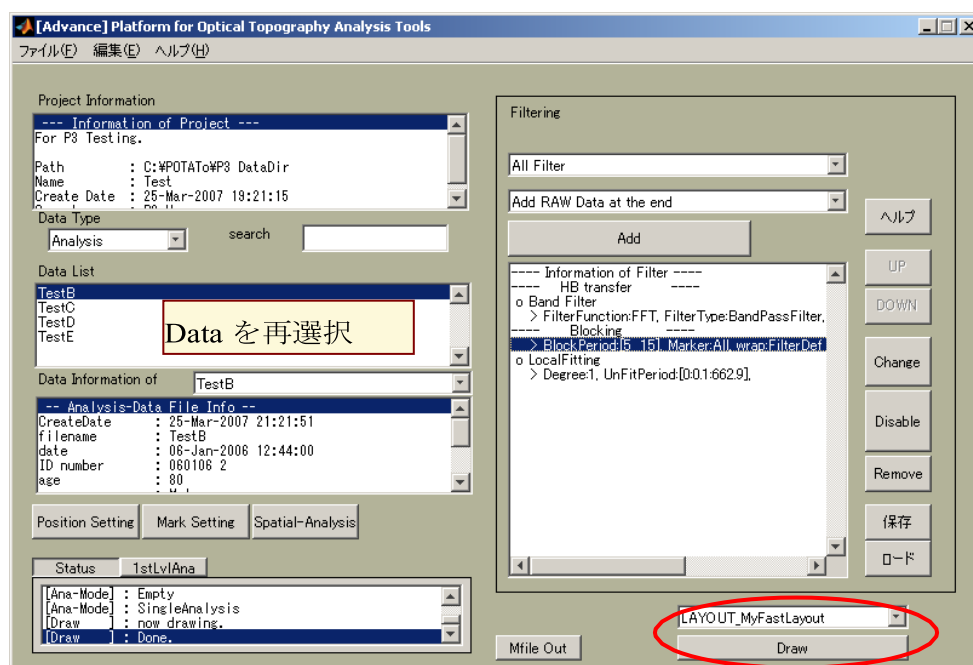 [Advance] Platform for Optical Topography Analysis Tools
ファイル(F) 編集(E) ヘルプ(H)
Project Information
--- Information of Project ---
For P3 Testing.
Path : C:¥POTATo¥P3 DataDir
Name : Test
Create Date : 25-Mar-2007 19:21:15
Data Type
Analysis
search
Data List
TestB
TestC
TestD
TestE
Data を再選択
Data Information of
TestB
-- Analysis-Data File Info --
CreateDate : 25-Mar-2007 21:21:51
filename : TestB
date : 06-Jan-2006 12:44:00
ID number : 060106 2
age : 80
Position Setting
Mark Setting
Spatial-Analysis
Status
1stLvlAna
[Ana-Mode] : Empty
[Ana-Mode] : SingleAnalysis
[Draw ] : now drawing.
[Draw ] : Done.
Filtering
All Filter
Add RAW Data at the end
Add
---- Information of Filter ----
---- HB transfer ----
o Band Filter
> FilterFunction:FFT, FilterType:BandPassFilter,
---- Blocking ----
> BlockPeriod:[5 15], Marker:All, wrap:FilterDef
o LocalFitting
> Degree:1, UnFitPeriod:[0:0.1:662.9],
ヘルプ
UP
DOWN
Change
Disable
Remove
保存
ロード
LAYOUT_MyFastLayout
Mfile Out
Draw